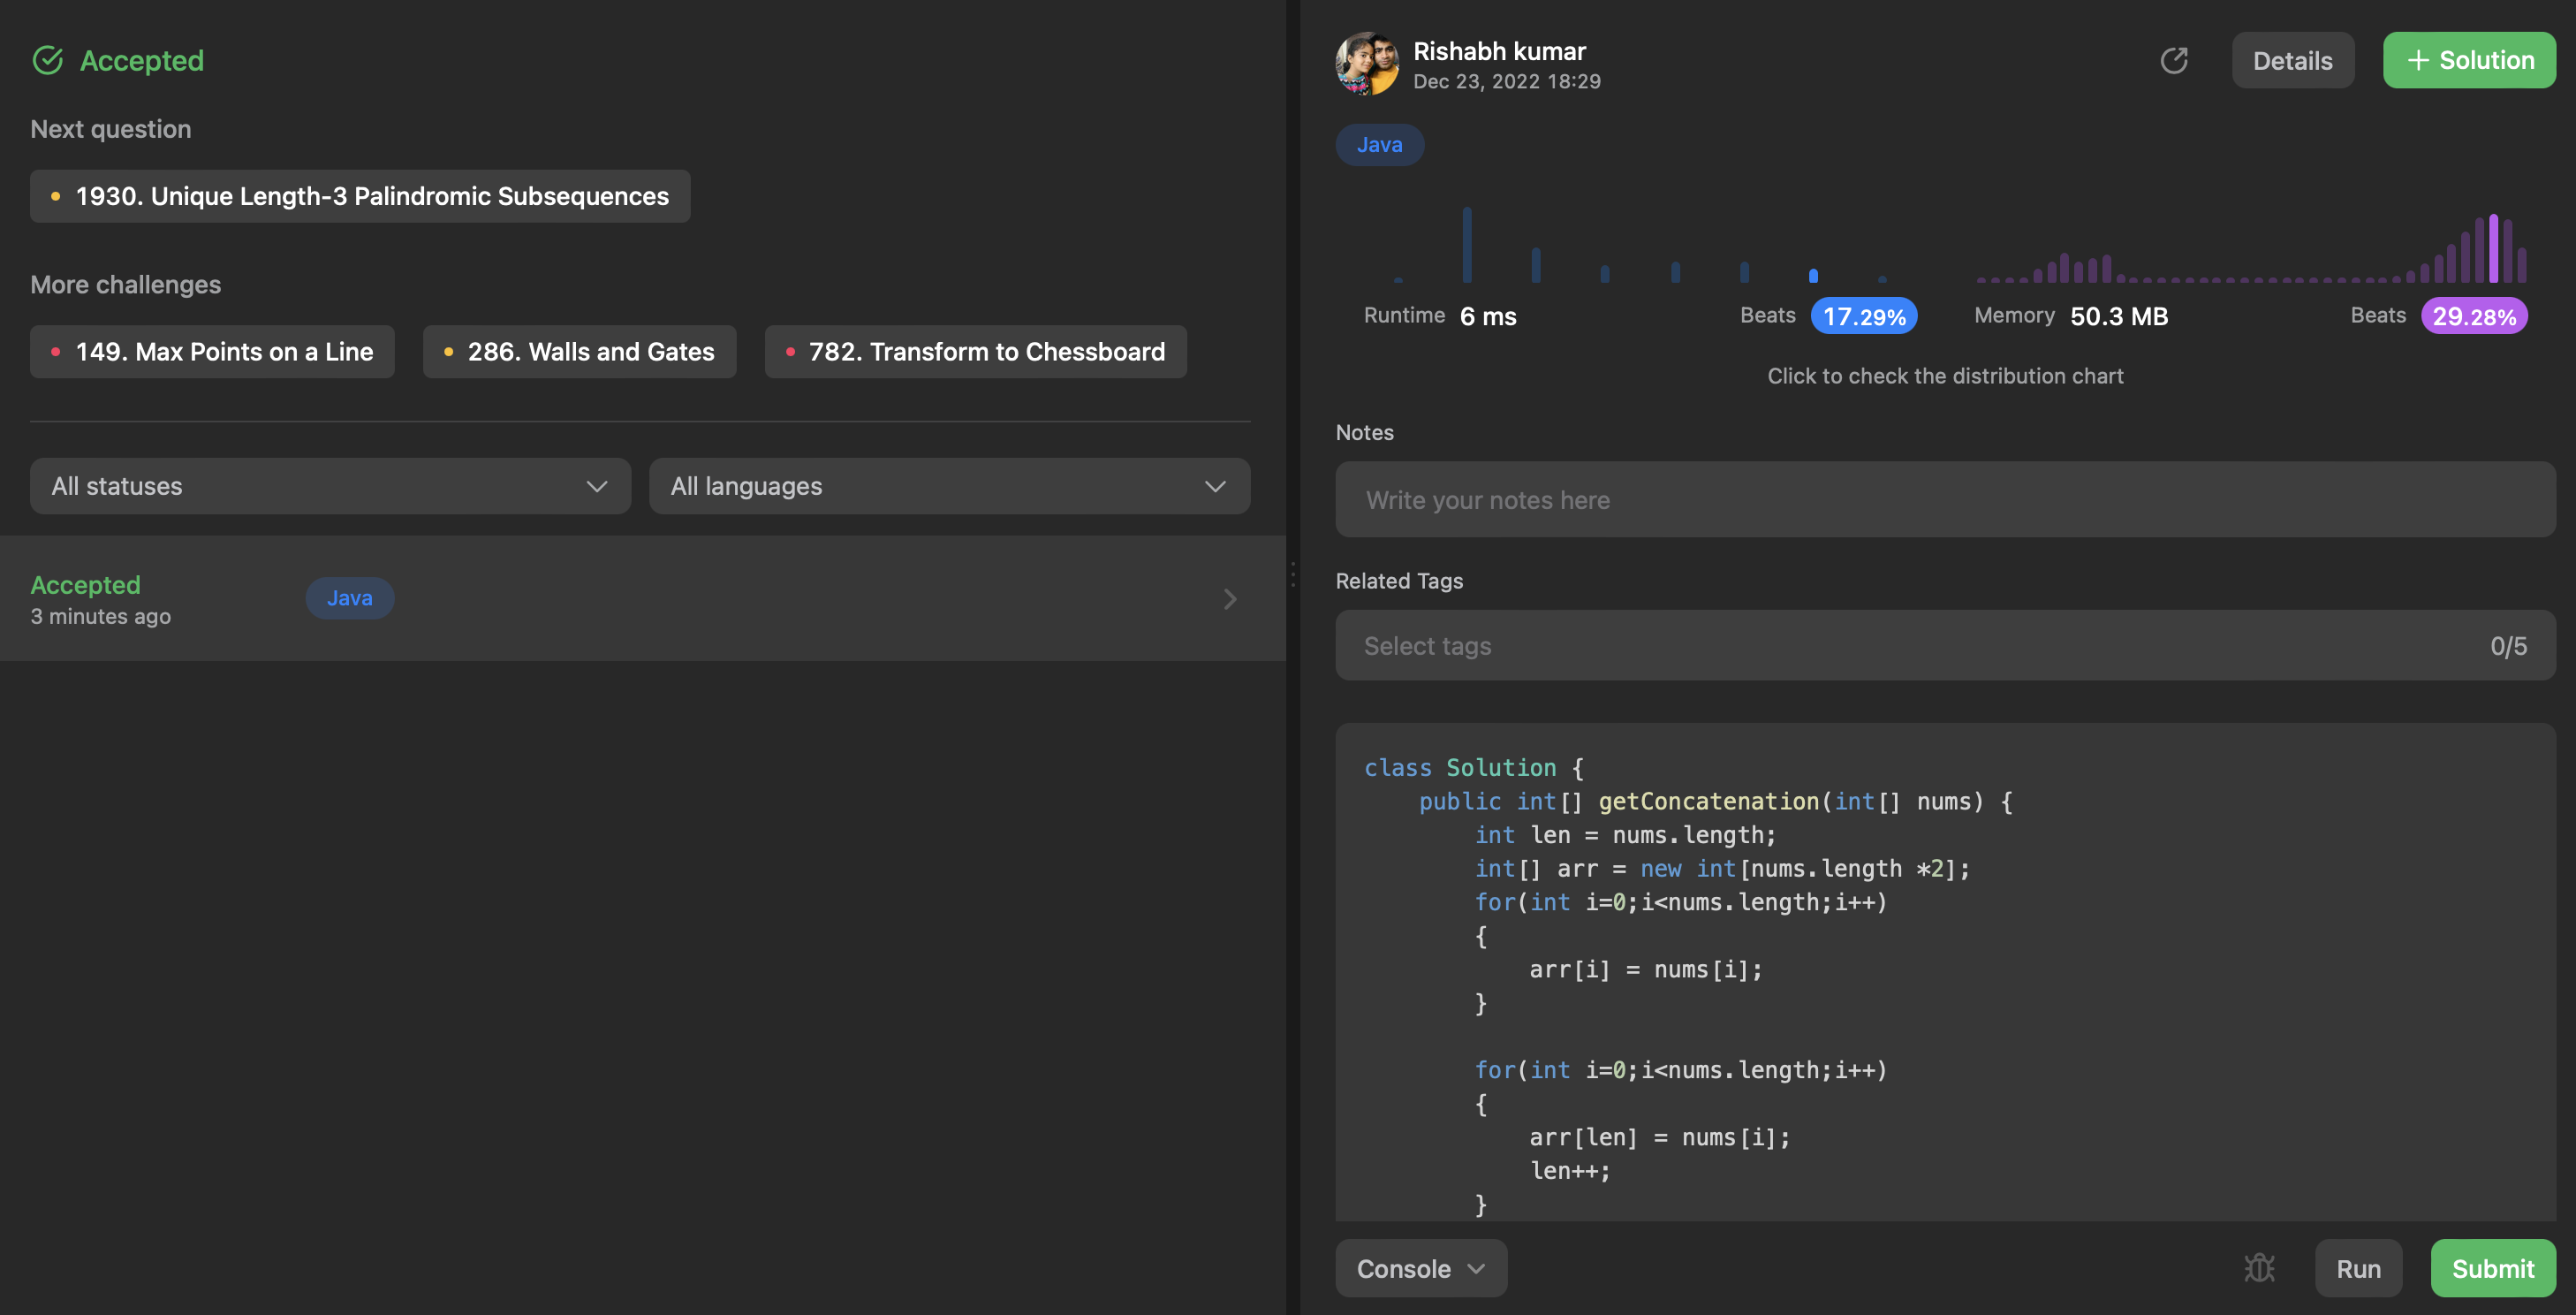 Accepted
Next question
1930. Unique Length-3 Palindromic Subsequences
More challenges
149. Max Points on a Line
286. Walls and Gates
782. Transform to Chessboard
All statuses
All languages
Accepted
3 minutes ago
Java
Rishabh kumar
Dec 23, 2022 18:29
Details
+ Solution
Java
Runtime 6 ms
Beats 17.29%
Memory 50.3 MB
Beats 29.28%
Click to check the distribution chart
Notes
Write your notes here
Related Tags
Select tags
0/5
class Solution {
    public int[] getConcatenation(int[] nums) {
        int len = nums.length;
        int[] arr = new int[nums.length *2];
        for(int i=0;i<nums.length;i++)
        {
            arr[i] = nums[i];
        }
        for(int i=0;i<nums.length;i++)
        {
            arr[len] = nums[i];
            len++;
        }
Console
Run
Submit